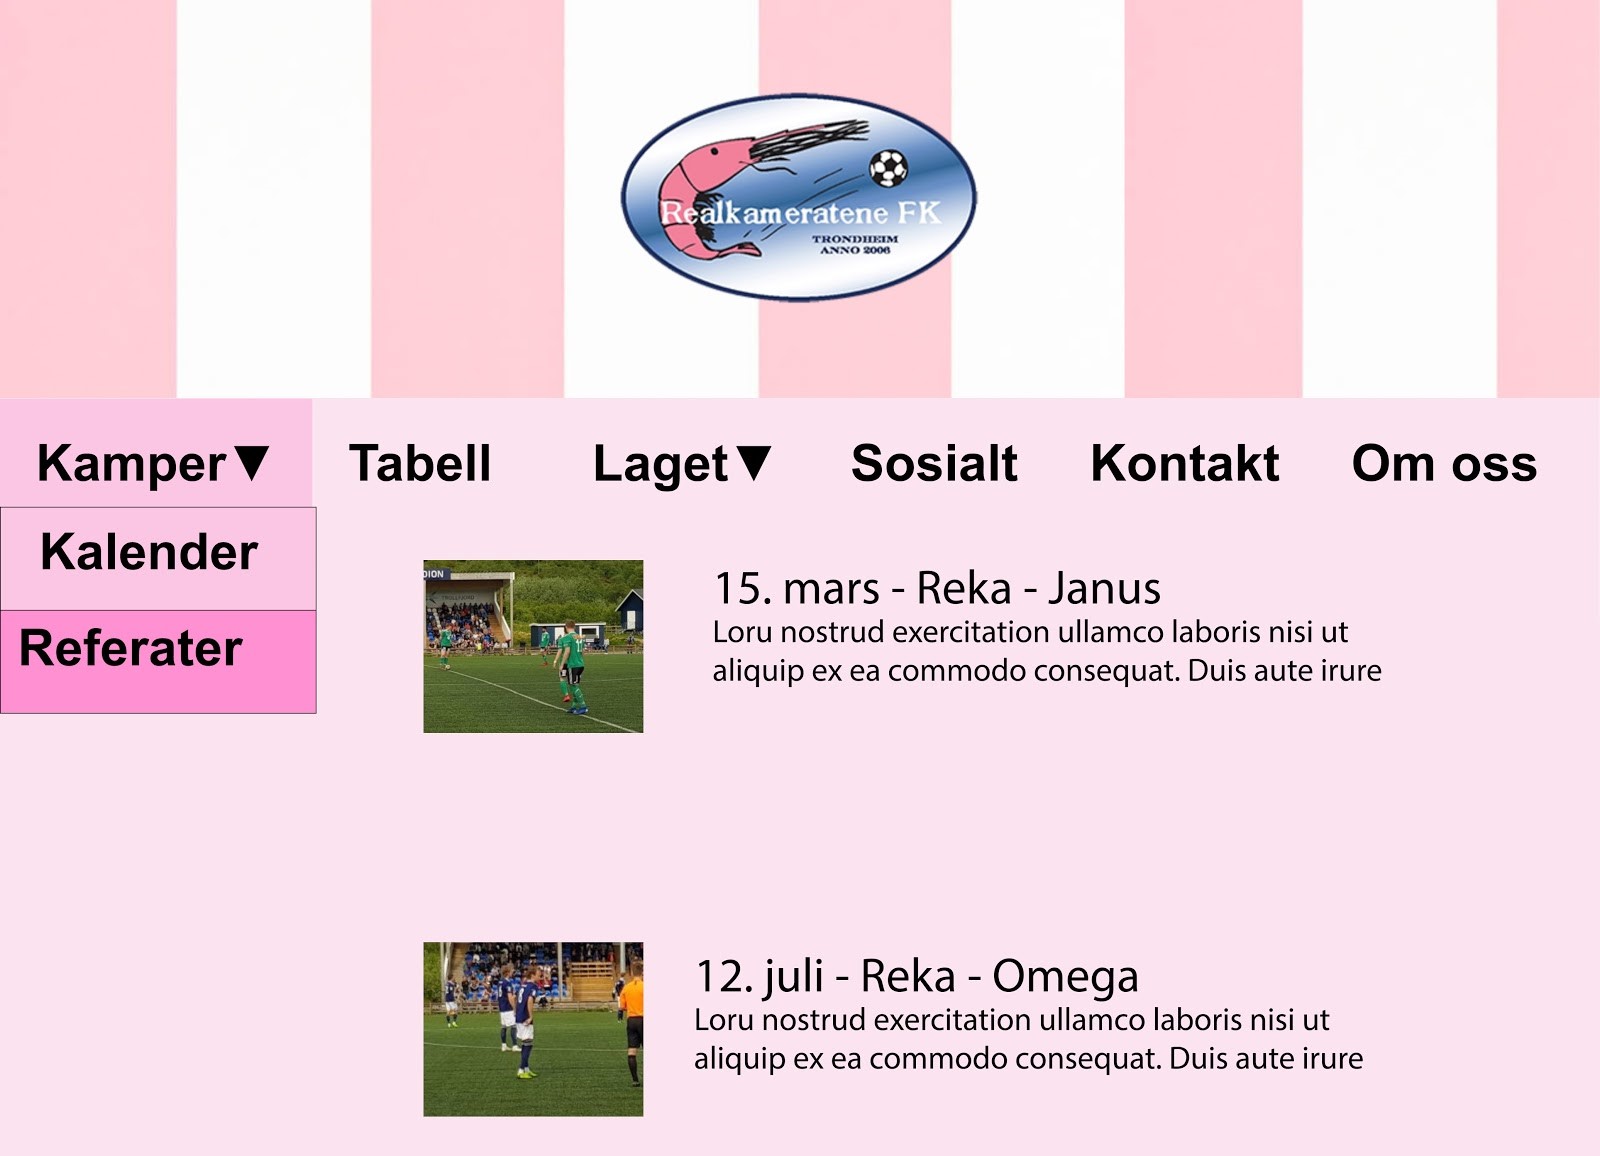 Realkameratene FK
TRONDHEIM
ANNO 2006
Kamper▼ Tabell Laget▼ Sosialt Kontakt Om oss
Kalender
Referater
DION
15. mars - Reka - Janus
Loru nostrud exercitation ullamco laboris nisi ut
aliquip ex ea commodo consequat. Duis aute irure
12. juli - Reka - Omega
Loru nostrud exercitation ullamco laboris nisi ut
aliquip ex ea commodo consequat. Duis aute irure